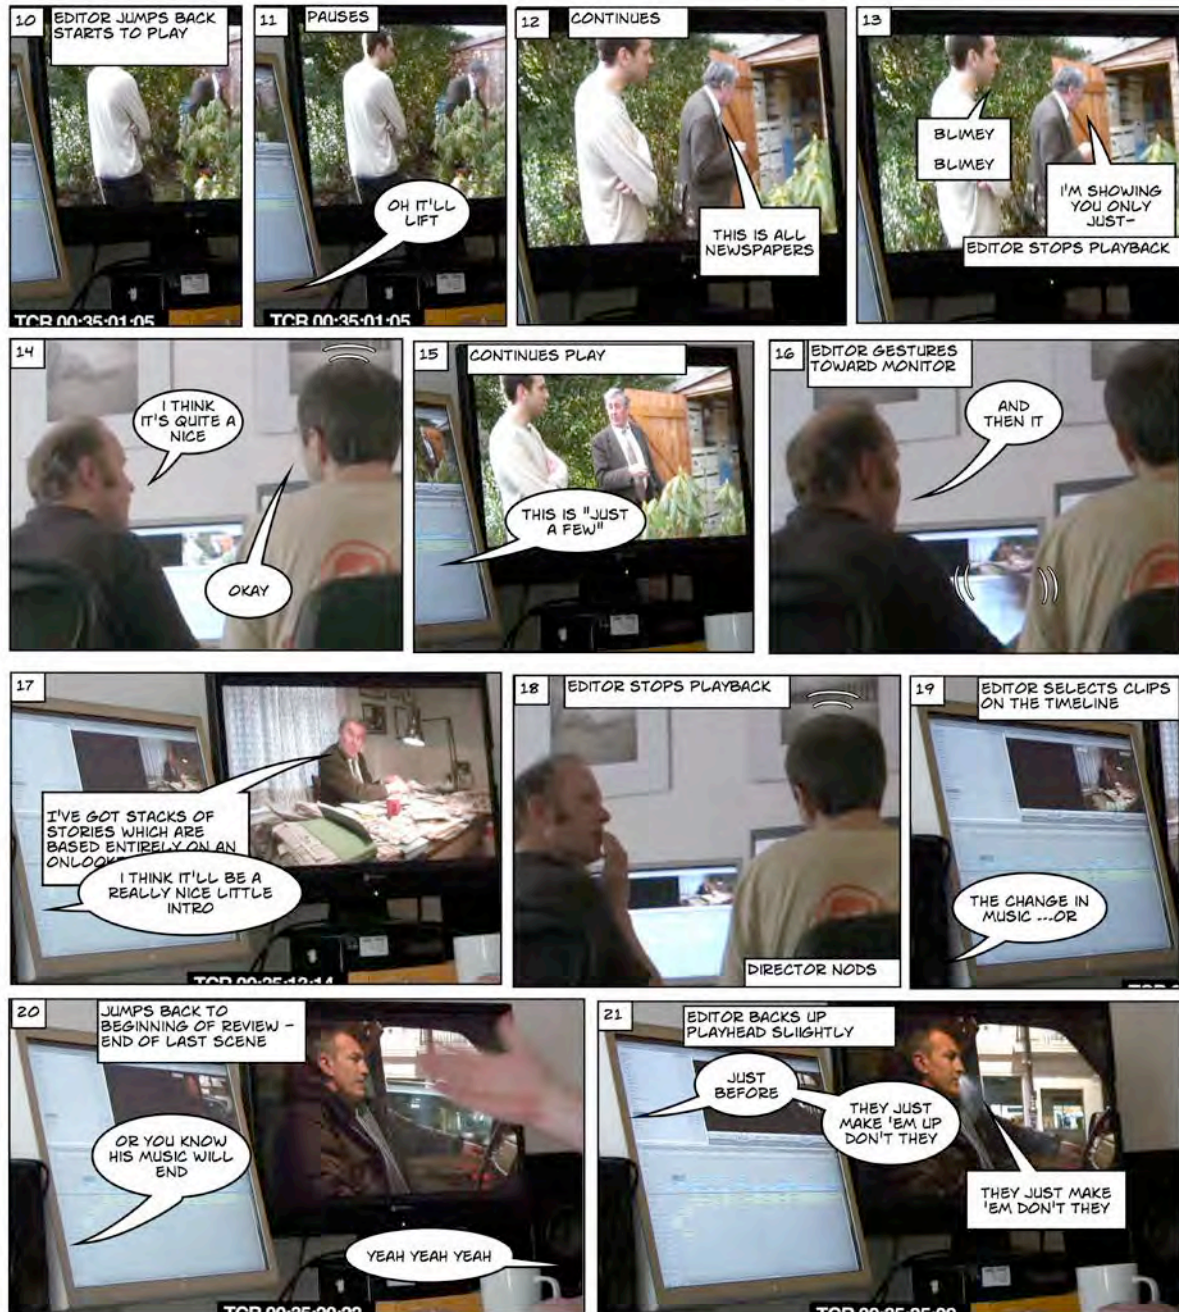 10
EDITOR JUMPS BACK
STARTS TO PLAY
TCR 00:35:01:05
11
PAUSES
OH IT'LL
LIFT
TCR 00:35:01:05
12
CONTINUES
THIS IS ALL
NEWSPAPERS
13
BLIMEY
BLIMEY
I'M SHOWING
YOU ONLY
JUST-
EDITOR STOPS PLAYBACK
14
I THINK
IT'S QUITE A
NICE
OKAY
15
CONTINUES PLAY
THIS IS "JUST
A FEW"
16
EDITOR GESTURES
TOWARD MONITOR
AND
THEN IT
17
I'VE GOT STACKS OF
STORIES WHICH ARE
BASED ENTIRELY ON AN
I THINK IT'LL BE A
REALLY NICE LITTLE
INTRO
18
EDITOR STOPS PLAYBACK
DIRECTOR NODS
19
EDITOR SELECTS CLIPS
ON THE TIMELINE
THE CHANGE IN
MUSIC ...OR
20
JUMPS BACK TO
BEGINNING OF REVIEW -
END OF LAST SCENE
OR YOU KNOW
HIS MUSIC WILL
END
YEAH YEAH YEAH
21
EDITOR BACKS UP
PLAYHEAD SLIIGHTLY
JUST
BEFORE
THEY JUST
MAKE 'EM UP
DON'T THEY
THEY JUST MAKE
'EM DON'T THEY